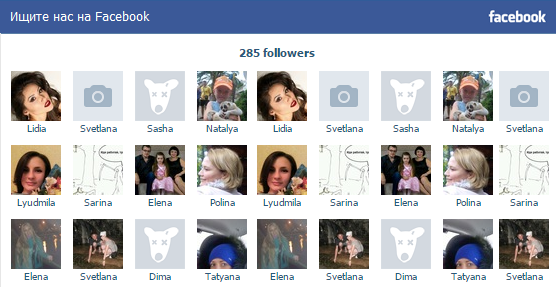 Ищите нас на Facebook
facebook
285 followers
Lidia Svetlana Sasha Natalya Lidia Svetlana Sasha Natalya Svetlana
Lyudmila Sarina Elena Polina Lyudmila Sarina Elena Polina Sarina
Elena Svetlana Dima Tatyana Elena Svetlana Dima Tatyana Svetlana